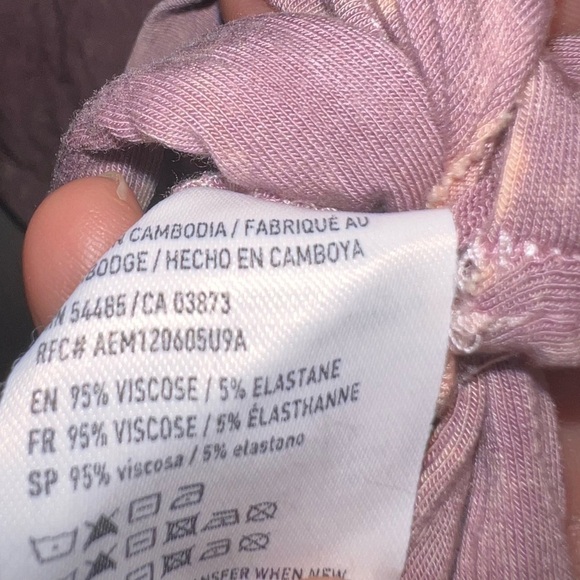 CAMBODIA / FABRIQUÉ AU
BODGE / HECHO EN CAMBOYA
54485 / CA 03873
RFC# AEM120605U9A
EN 95% VISCOSE / 5% ELASTANE
FR 95% VISCOSE / 5% ÉLASTHANNE
SP 95% viscosa / 5% elastano
TRANSFER WHEN NEW